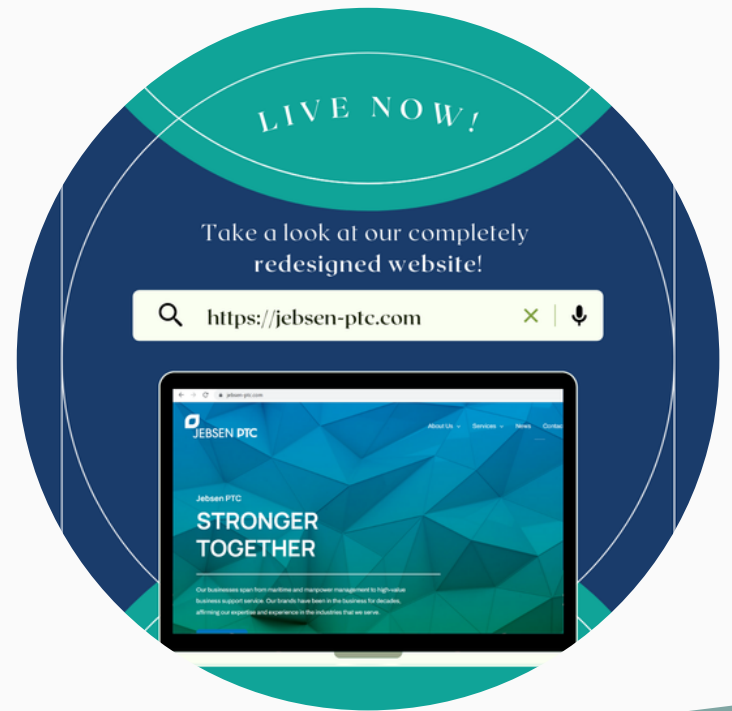 LIVE NOW!
Take a look at our completely
redesigned website!
https://jebsen-ptc.com
jebsen-ptc.com
JEBSEN PTC
About Us Services News Contac
Jebsen PTC
STRONGER
TOGETHER
Our businesses span from maritime and manpower management to high-value
business support service. Our brands have been in the business for decades,
affirming our expertise and experience in the industries that we serve.